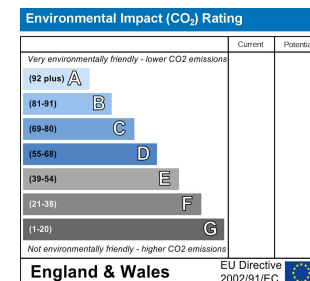 Environmental Impact (CO₂) Rating
Current Potentia
Very environmentally friendly - lower CO2 emissions
(92 plus) A
(81-91) B
(69-80) C
(55-68) D
(39-54) E
(21-38) F
(1-20) G
Not environmentally friendly - higher CO2 emissions
England & Wales
EU Directive
2002/91/EC